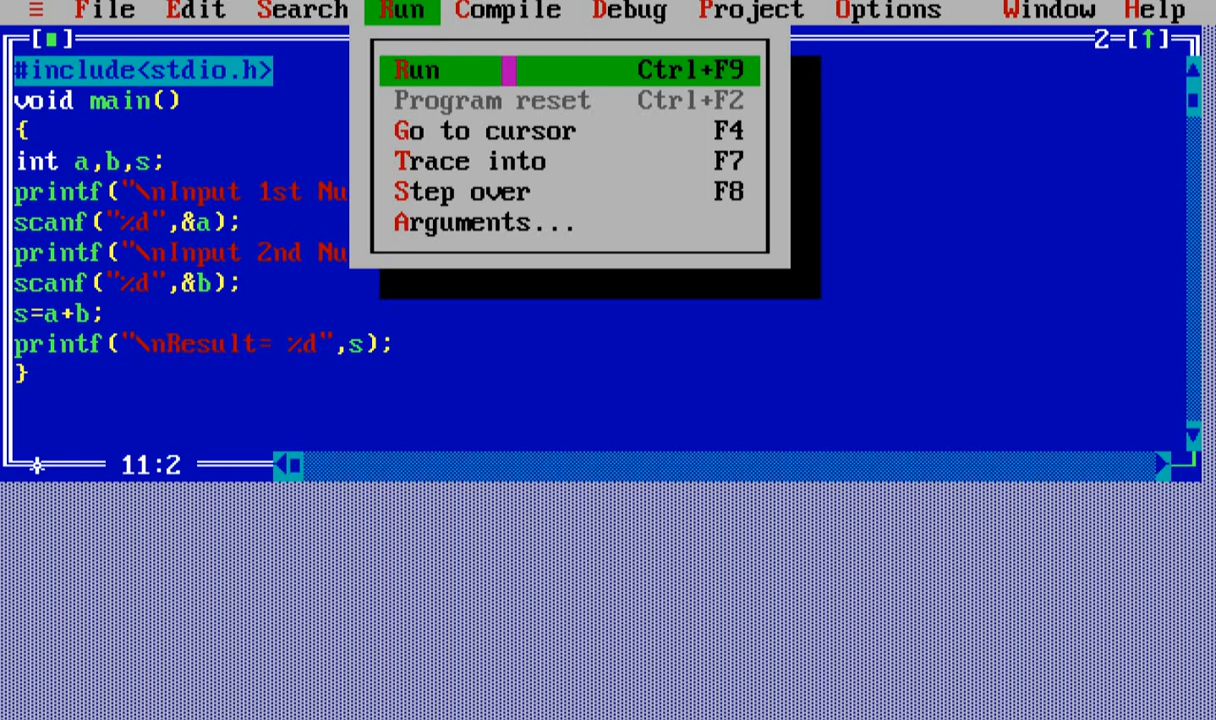 ≡ File Edit Search Run Compile Debug Project Options Window Help
[■] 2=[↑]
Run Ctrl+F9
Program reset Ctrl+F2
Go to cursor F4
Trace into F7
Step over F8
Arguments...
#include<stdio.h>
void main()
{
int a,b,s;
printf("\nInput 1st Nu
scanf("%d",&a);
printf("\nInput 2nd Nu
scanf("%d",&b);
s=a+b;
printf("\nResult= %d",s);
}
11:2